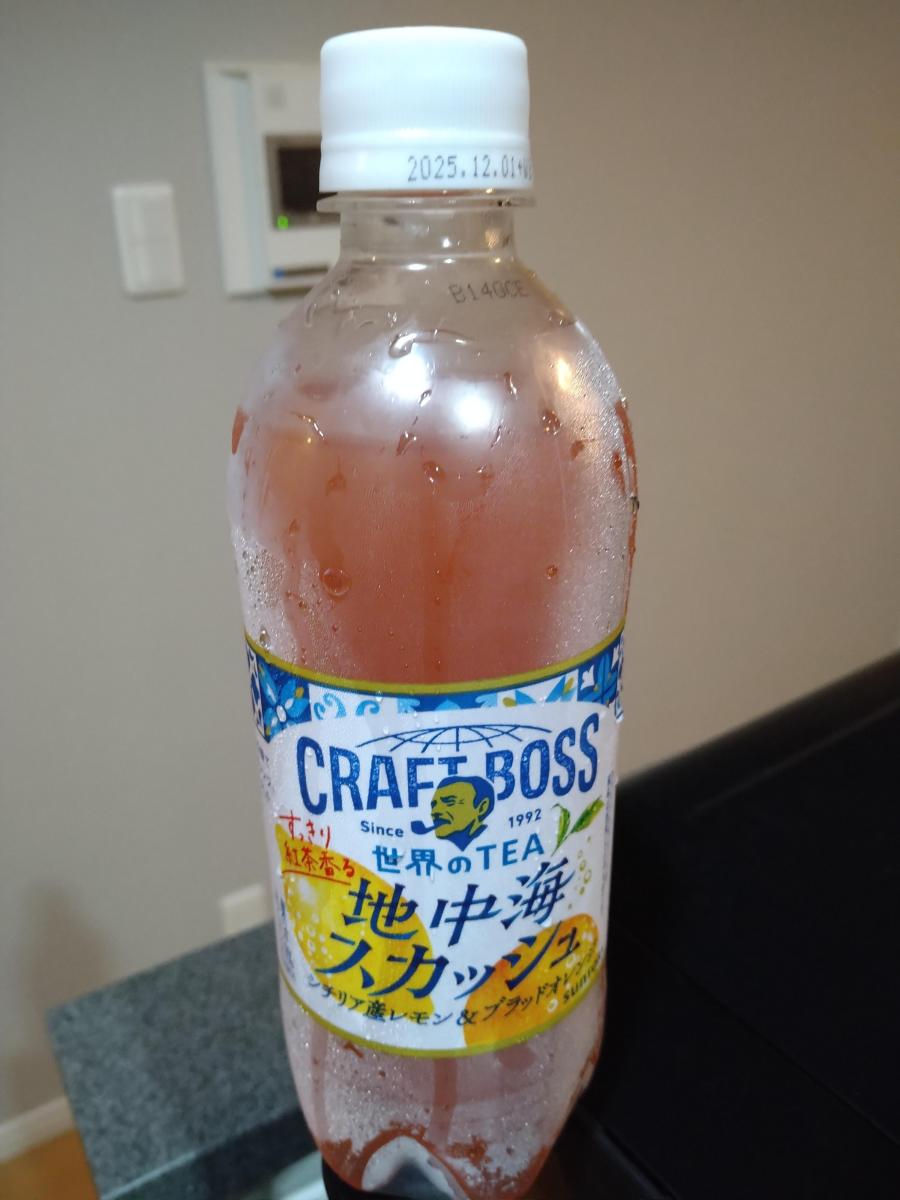 2025.12.01+
B14QCE
CRAFT BOSS
Since 1992
世界のTEA
すっきり
紅茶香る
地中海
スカッシュ
シチリア産レモン&ブラッドオレンジ